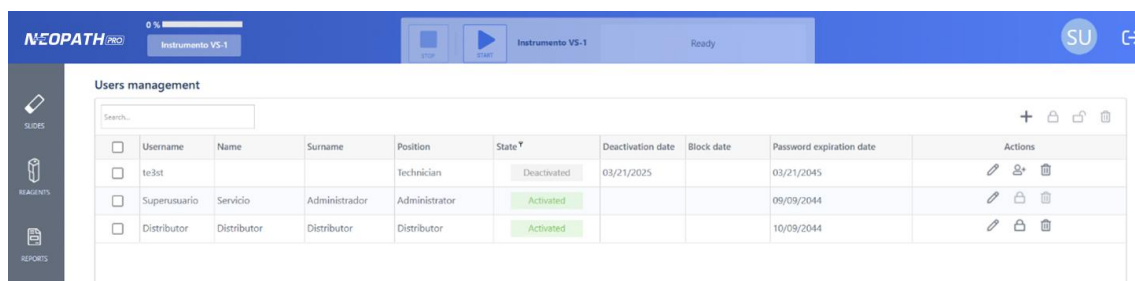 NEOPATH PRO
0 %
Instrumento VS-1
STOP
START
Instrumento VS-1
Ready
SU
SLIDES
REAGENTS
REPORTS
Users management
Search...
Username Name Surname Position State Deactivation date Block date Password expiration date Actions
te3st Technician Deactivated 03/21/2025 03/21/2045
Superusuario Servicio Administrador Administrator Activated 09/09/2044
Distributor Distributor Distributor Distributor Activated 10/09/2044